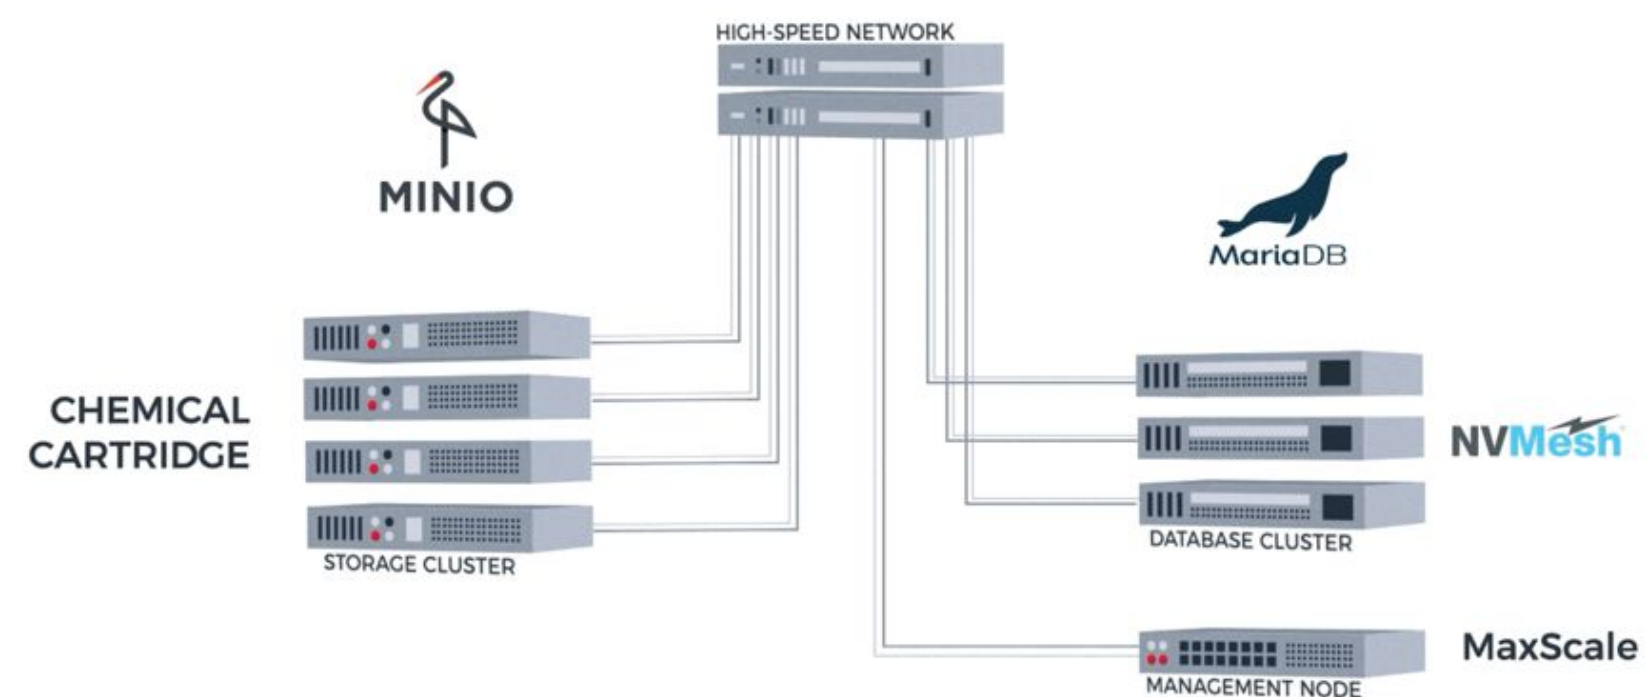 HIGH-SPEED NETWORK
MINIO
MariaDB
CHEMICAL
CARTRIDGE
NVMesh
STORAGE CLUSTER
DATABASE CLUSTER
MaxScale
MANAGEMENT NODE